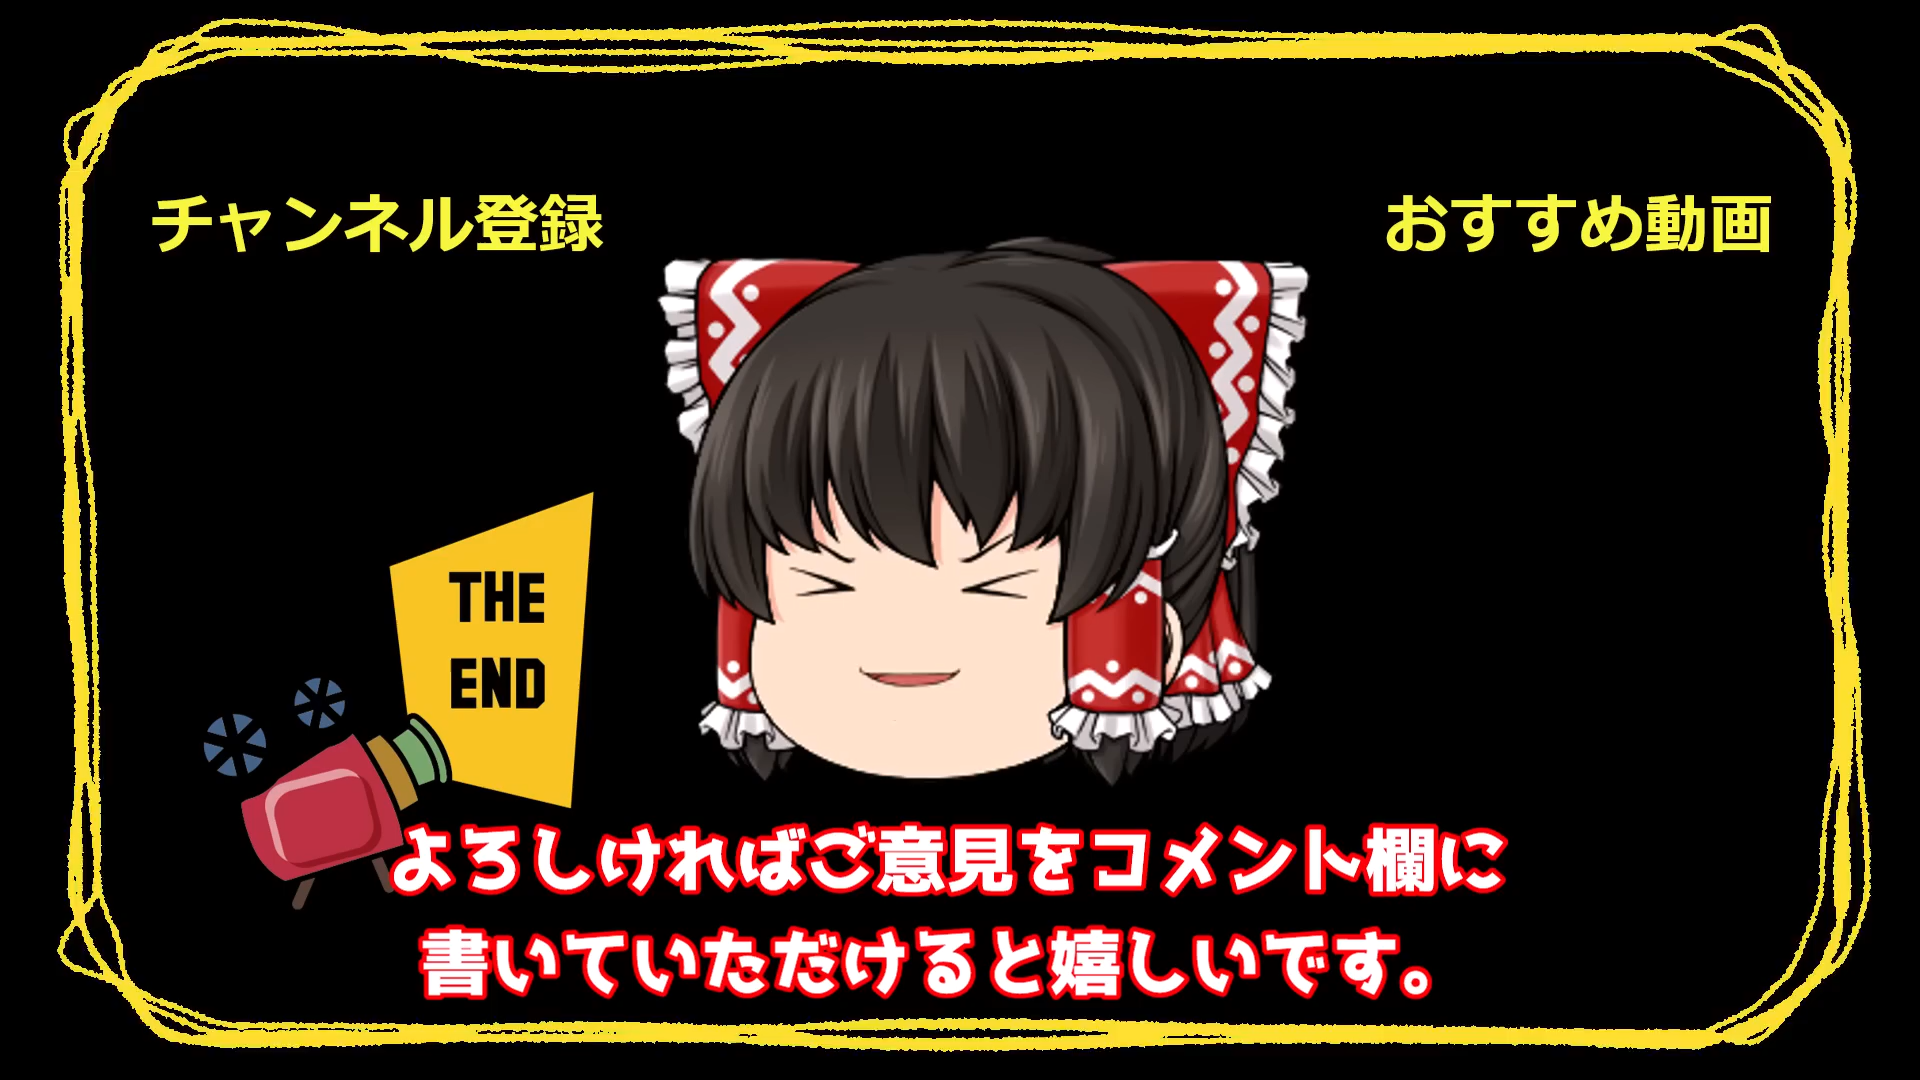 チャンネル登録
おすすめ動画
THE
END
よろしければご意見をコメント欄に
書いていただけると嬉しいです。